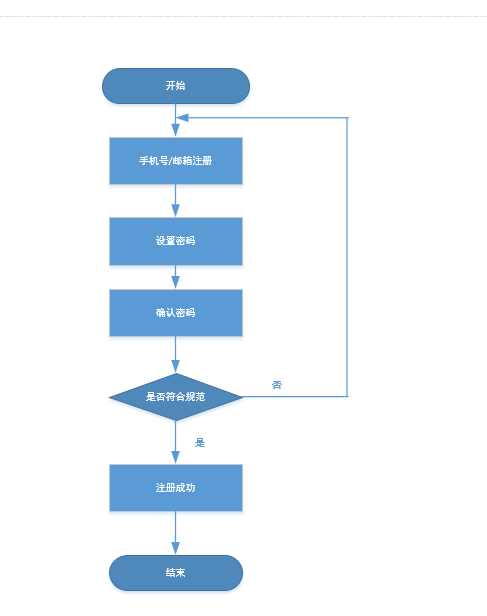 开始
手机号/邮箱注册
设置密码
确认密码
是否符合规范
否
是
注册成功
结束